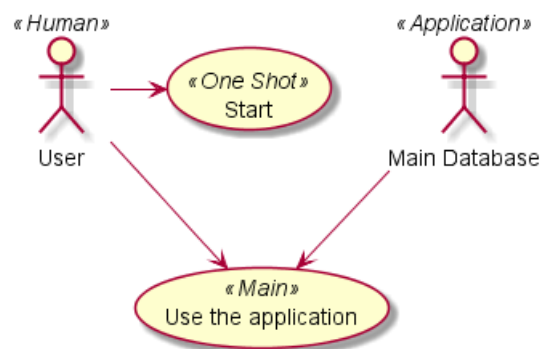 «Human»
User
«Application»
Main Database
«One Shot»
Start
«Main»
Use the application